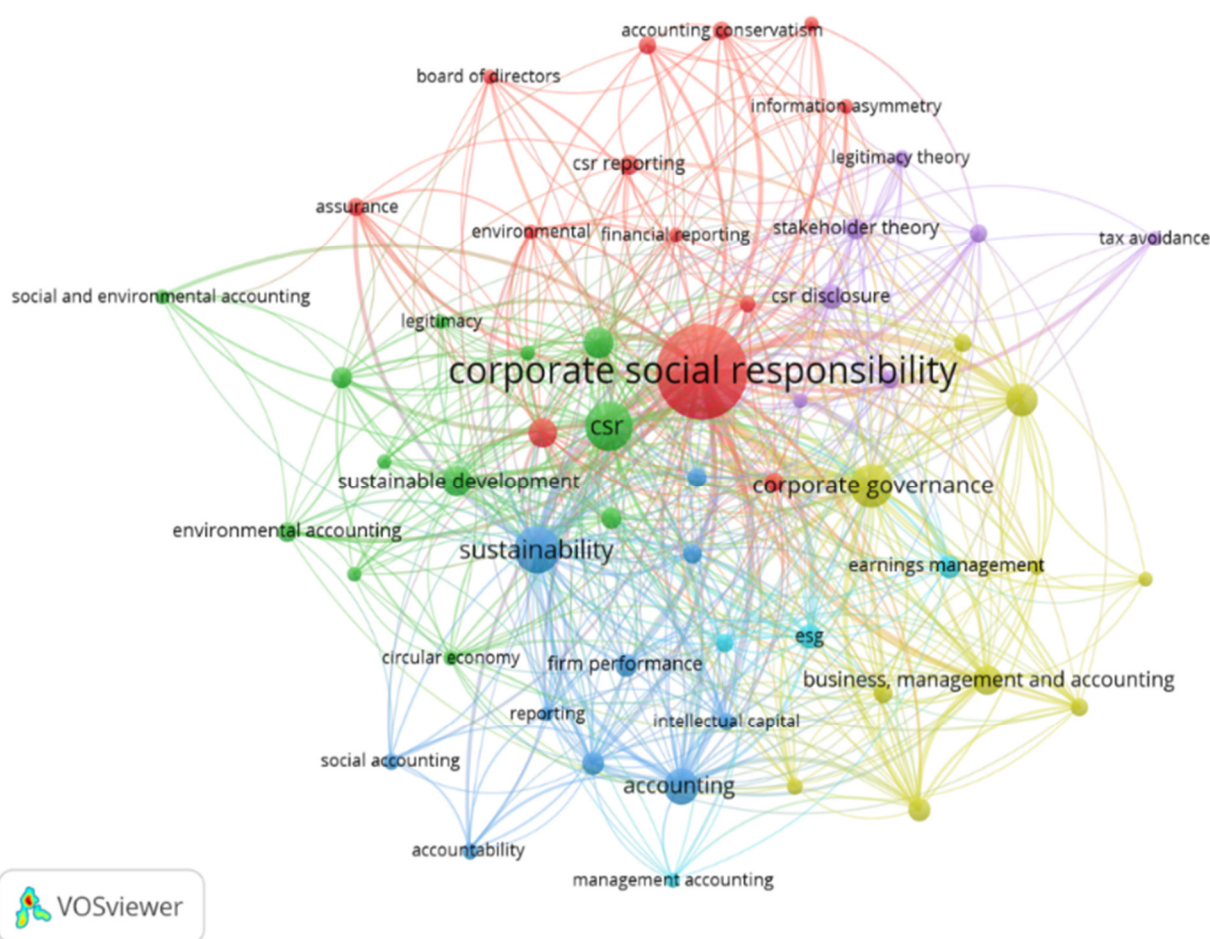 accounting conservatism
board of directors
information asymmetry
csr reporting
legitimacy theory
assurance
environmental
financial reporting
stakeholder theory
tax avoidance
social and environmental accounting
csr disclosure
legitimacy
corporate social responsibility
csr
sustainable development
corporate governance
environmental accounting
sustainability
earnings management
esg
circular economy
firm performance
business, management and accounting
reporting
intellectual capital
social accounting
accounting
accountability
management accounting
VOSviewer